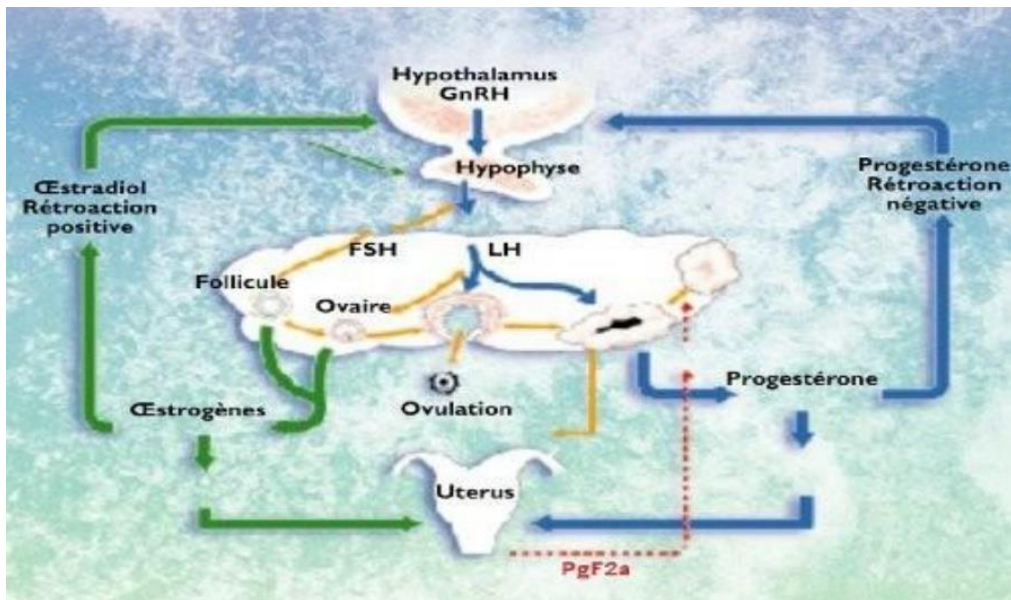 Hypothalamus
GnRH
Hypophyse
Œstradiol
Rétroaction
positive
Progestérone
Rétroaction
négative
FSH
LH
Follicule
Ovaire
Progestérone
Œstrogènes
Ovulation
Uterus
PgF2a